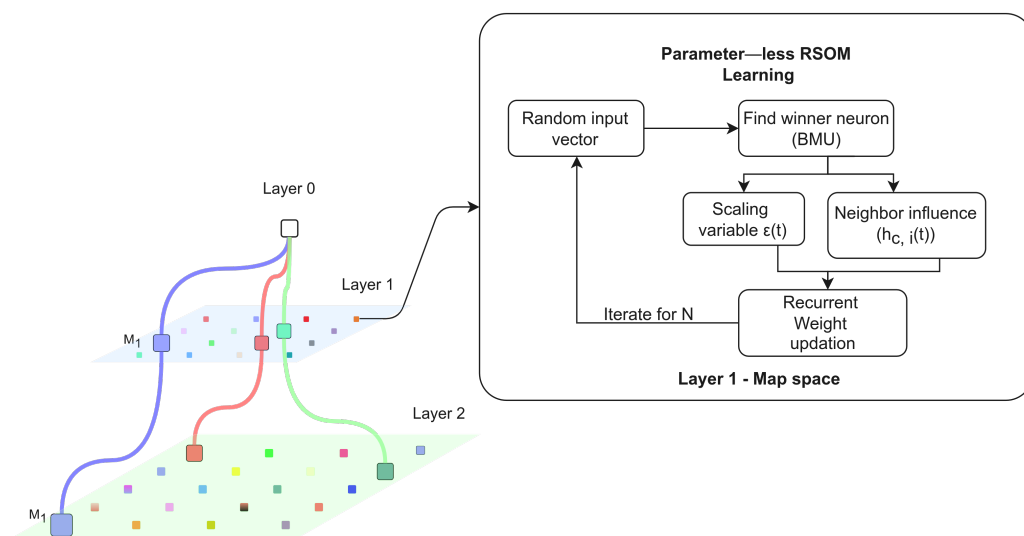 Parameter—less RSOM
Learning
Random input
vector
Find winner neuron
(BMU)
Scaling
variable ε(t)
Neighbor influence
(hc, i(t))
Recurrent
Weight
updation
Iterate for N
Layer 1 - Map space
Layer 0
Layer 1
M1
Layer 2
M1